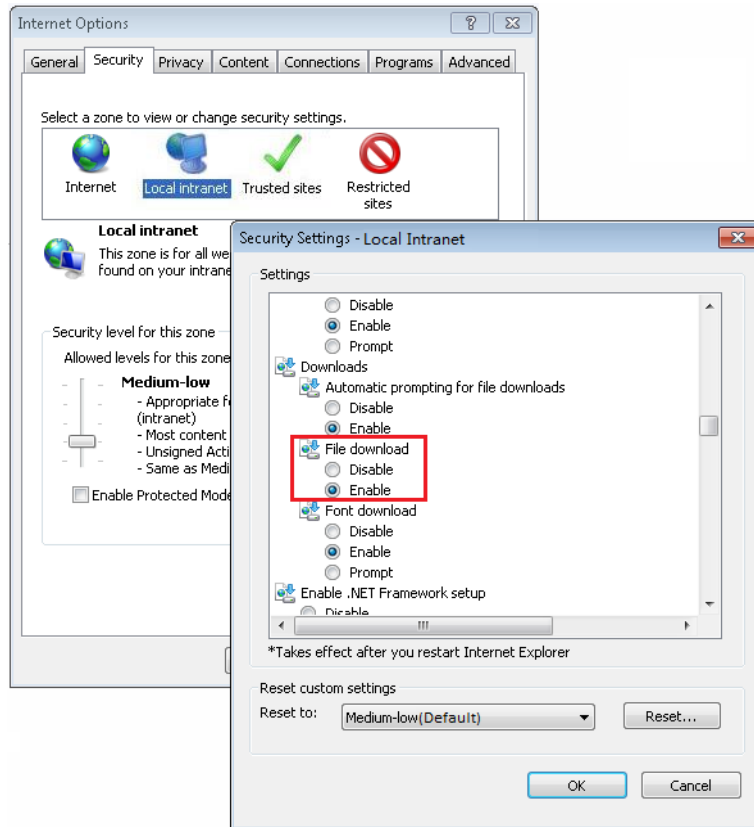 Internet Options
General Security Privacy Content Connections Programs Advanced
Select a zone to view or change security settings.
Internet Local intranet Trusted sites Restricted
sites
Local intranet
This zone is for all we
found on your intrane
Security level for this zone
Allowed levels for this zone
Medium-low
- Appropriate f
(intranet)
- Most content
- Unsigned Acti
- Same as Medi
Enable Protected Mode
Security Settings - Local Intranet
Settings
Disable
Enable
Prompt
Downloads
Automatic prompting for file downloads
Disable
Enable
File download
Disable
Enable
Font download
Disable
Enable
Prompt
Enable .NET Framework setup
Disable
*Takes effect after you restart Internet Explorer
Reset custom settings
Reset to: Medium-low(Default) Reset...
OK Cancel